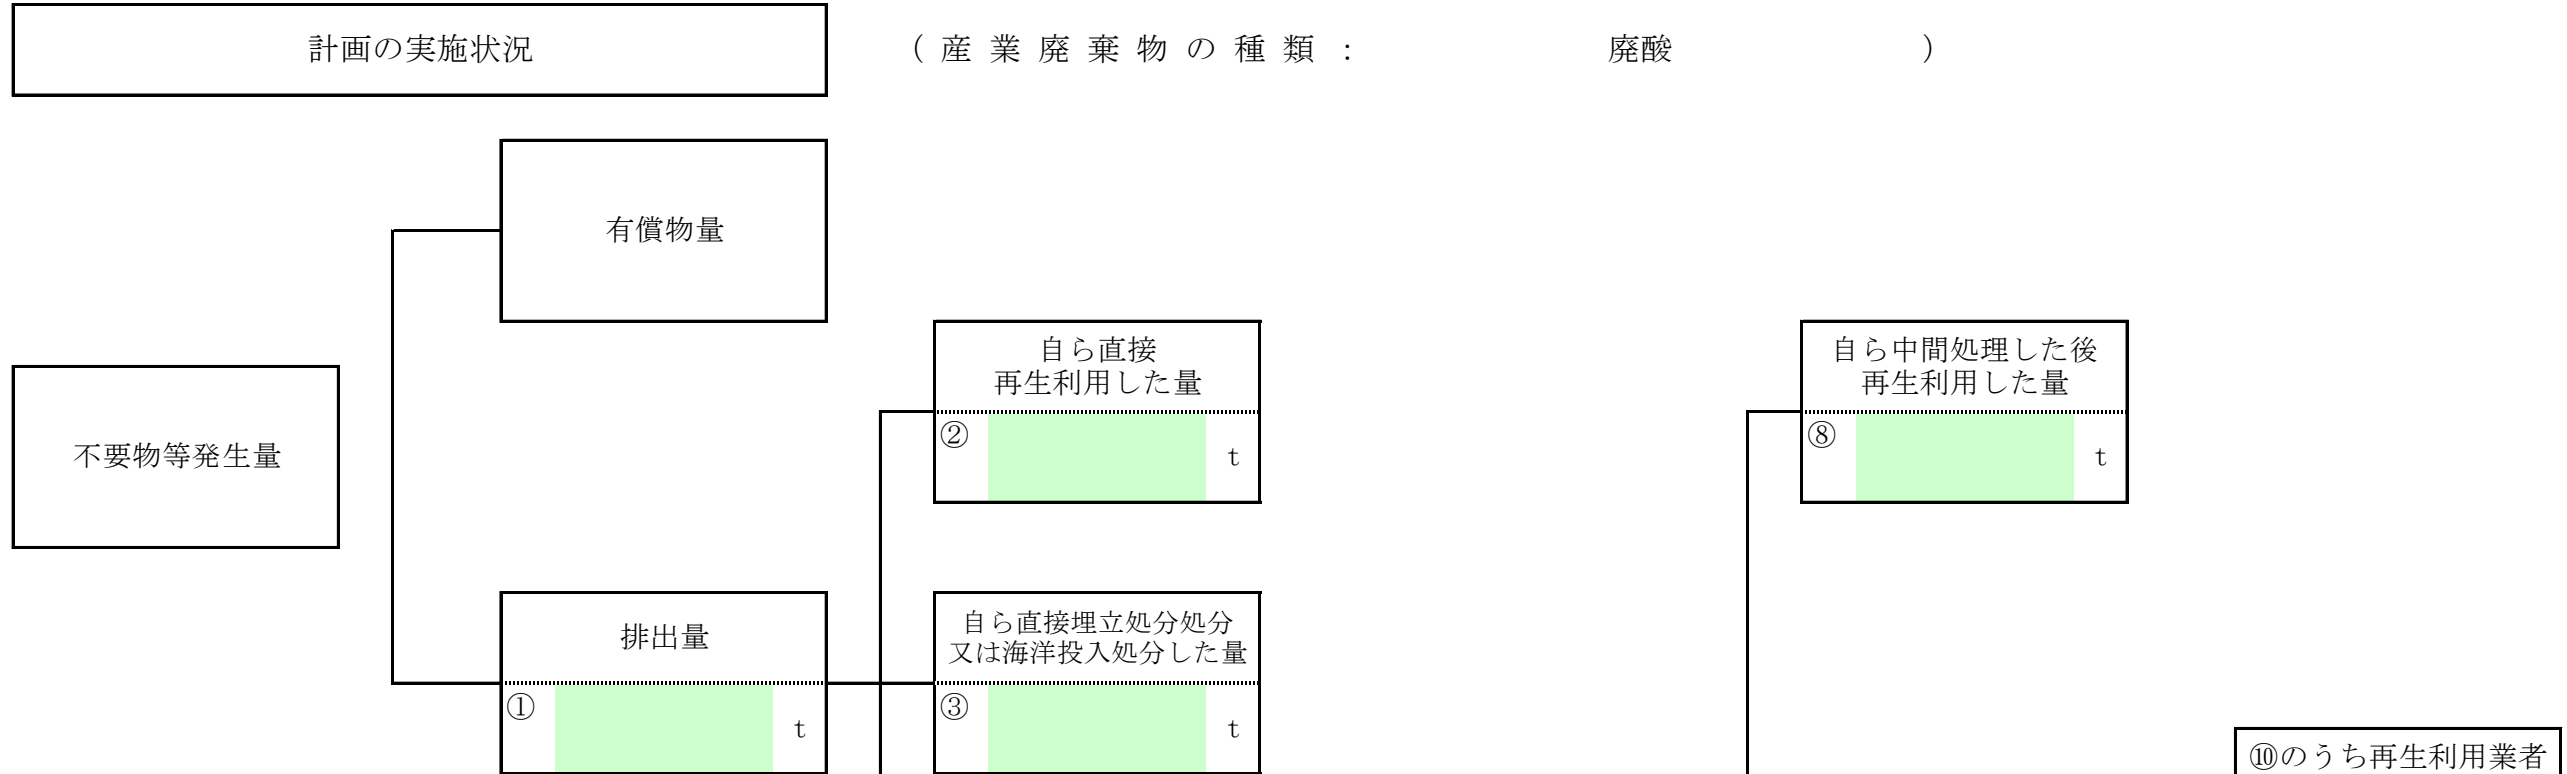 計画の実施状況
（産業廃棄物の種類： 廃酸 ）
有償物量
自ら直接
再生利用した量
② t
自ら中間処理した後
再生利用した量
⑧ t
不要物等発生量
排出量
① t
自ら直接埋立処分処分
又は海洋投入処分した量
③ t
⑩のうち再生利用業者